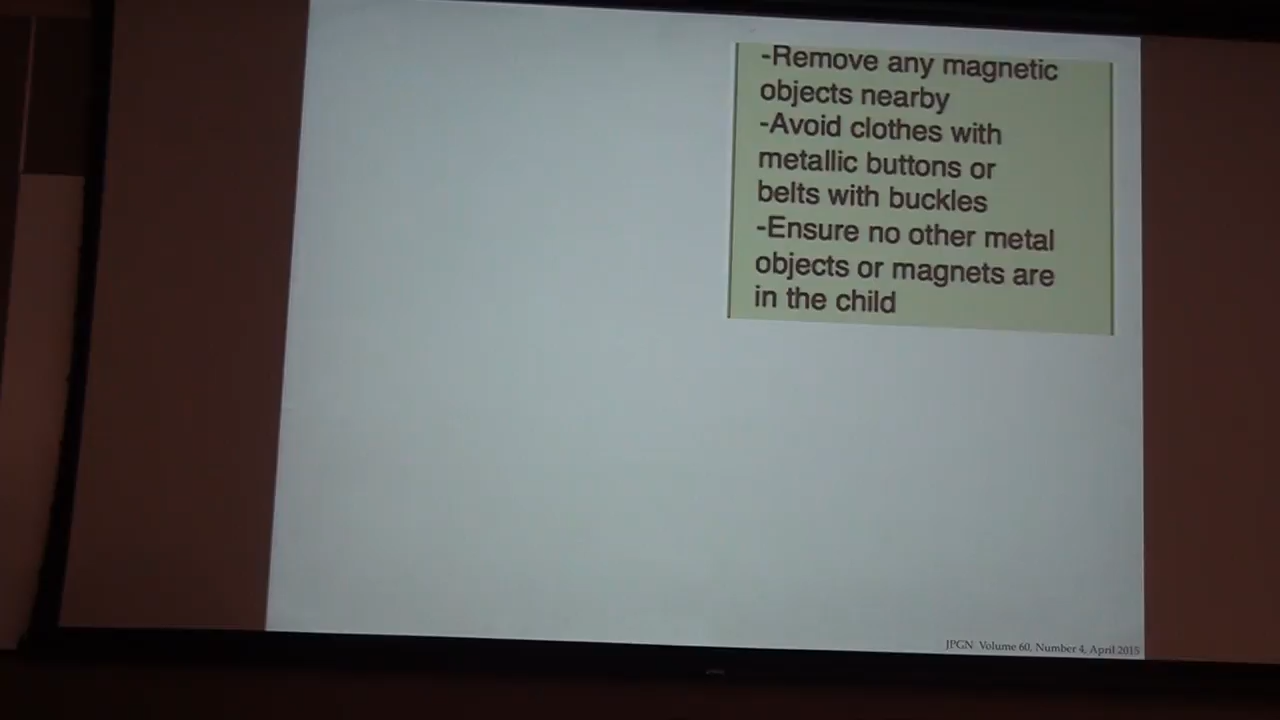 -Remove any magnetic
objects nearby
-Avoid clothes with
metallic buttons or
belts with buckles
-Ensure no other metal
objects or magnets are
in the child
JPGN Volume 60, Number 4, April 2015